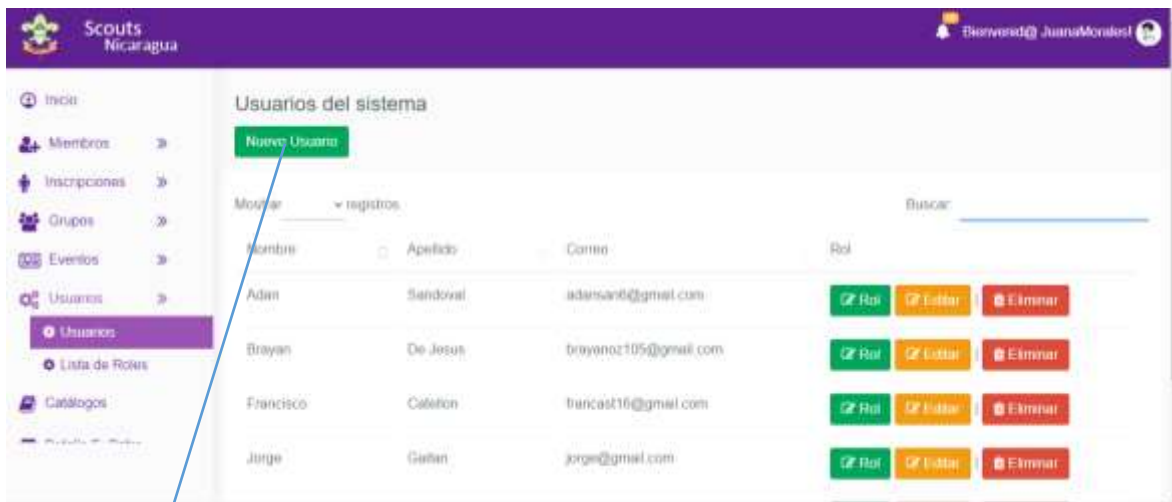 Scouts
Nicaragua
Bienvenid@ JuanaMorales!
Inicio
Miembros
Inscripciones
Grupos
Eventos
Usuarios
Usuarios
Lista de Roles
Catálogos
Usuarios del sistema
Nuevo Usuario
Mostrar registros
Buscar
Nombre Apellido Correo Rol
Adan Sandoval adansan6@gmail.com Rol Editar | Eliminar
Brayan De Jesus brayanoz105@gmail.com Rol Editar | Eliminar
Francisco francast16@gmail.com Rol Editar | Eliminar
Jorge Gaitan jorge@gmail.com Rol Editar | Eliminar